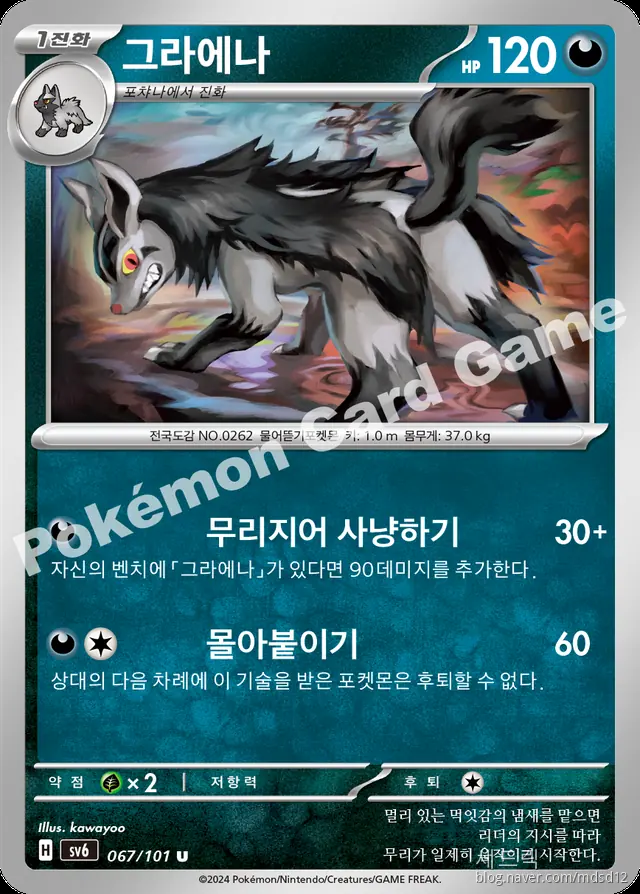 1진화
그라에나
HP 120
포챠나에서 진화
전국도감 NO.0262 물어뜯기포켓몬 키: 1.0 m 몸무게: 37.0 kg
Pokémon Card Game
무리지어 사냥하기 30+
자신의 벤치에 「그라에나」가 있다면 90데미지를 추가한다.
몰아붙이기 60
상대의 다음 차례에 이 기술을 받은 포켓몬은 후퇴할 수 없다.
약점 ×2 저항력 후퇴
멀리 있는 먹잇감의 냄새를 맡으면
리더의 지시를 따라
무리가 일제히 시작한다.
Illus. kawayoo
H sv6 067/101 U
세드릭
blog.naver.com/mdsd12
©2024 Pokémon/Nintendo/Creatures/GAME FREAK.